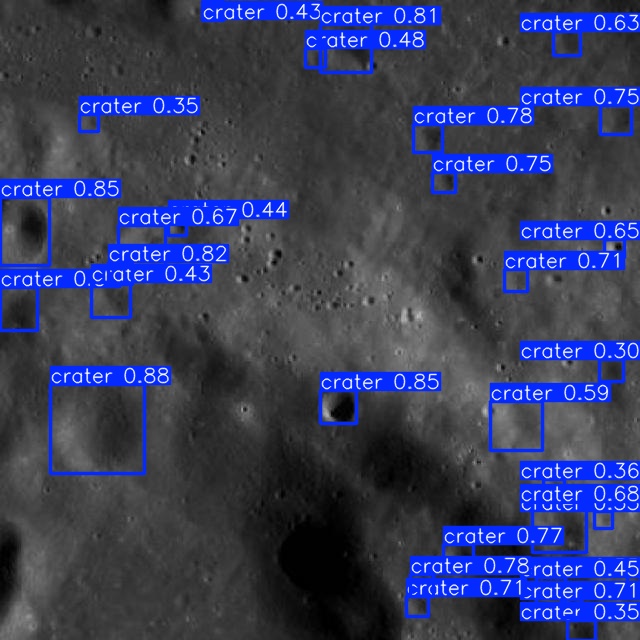 crater 0.43
crater 0.81
crater 0.48
crater 0.63
crater 0.35
crater 0.75
crater 0.78
crater 0.75
crater 0.85
0.44
crater 0.67
crater 0.65
crater 0.82
crater 0.71
crater 0.43
crater 0.30
crater 0.88
crater 0.85
crater 0.59
crater 0.36
crater 0.68
crater 0.77
crater 0.78
crater 0.45
crater 0.71
crater 0.71
crater 0.35